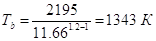 T_b = 2195 / 11.66^{1.2-1} = 1343 K